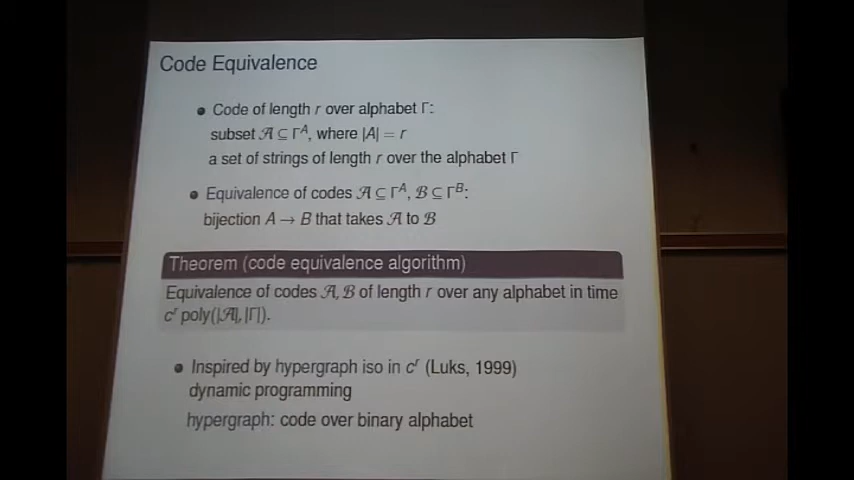 Code Equivalence
• Code of length r over alphabet Γ:
subset 𝒜 ⊆ Γ^A, where |A| = r
a set of strings of length r over the alphabet Γ
• Equivalence of codes 𝒜 ⊆ Γ^A, ℬ ⊆ Γ^B:
bijection A → B that takes 𝒜 to ℬ
Theorem (code equivalence algorithm)
Equivalence of codes 𝒜, ℬ of length r over any alphabet in time
c^r poly(|𝒜|, |Γ|).
• Inspired by hypergraph iso in c^r (Luks, 1999)
dynamic programming
hypergraph: code over binary alphabet